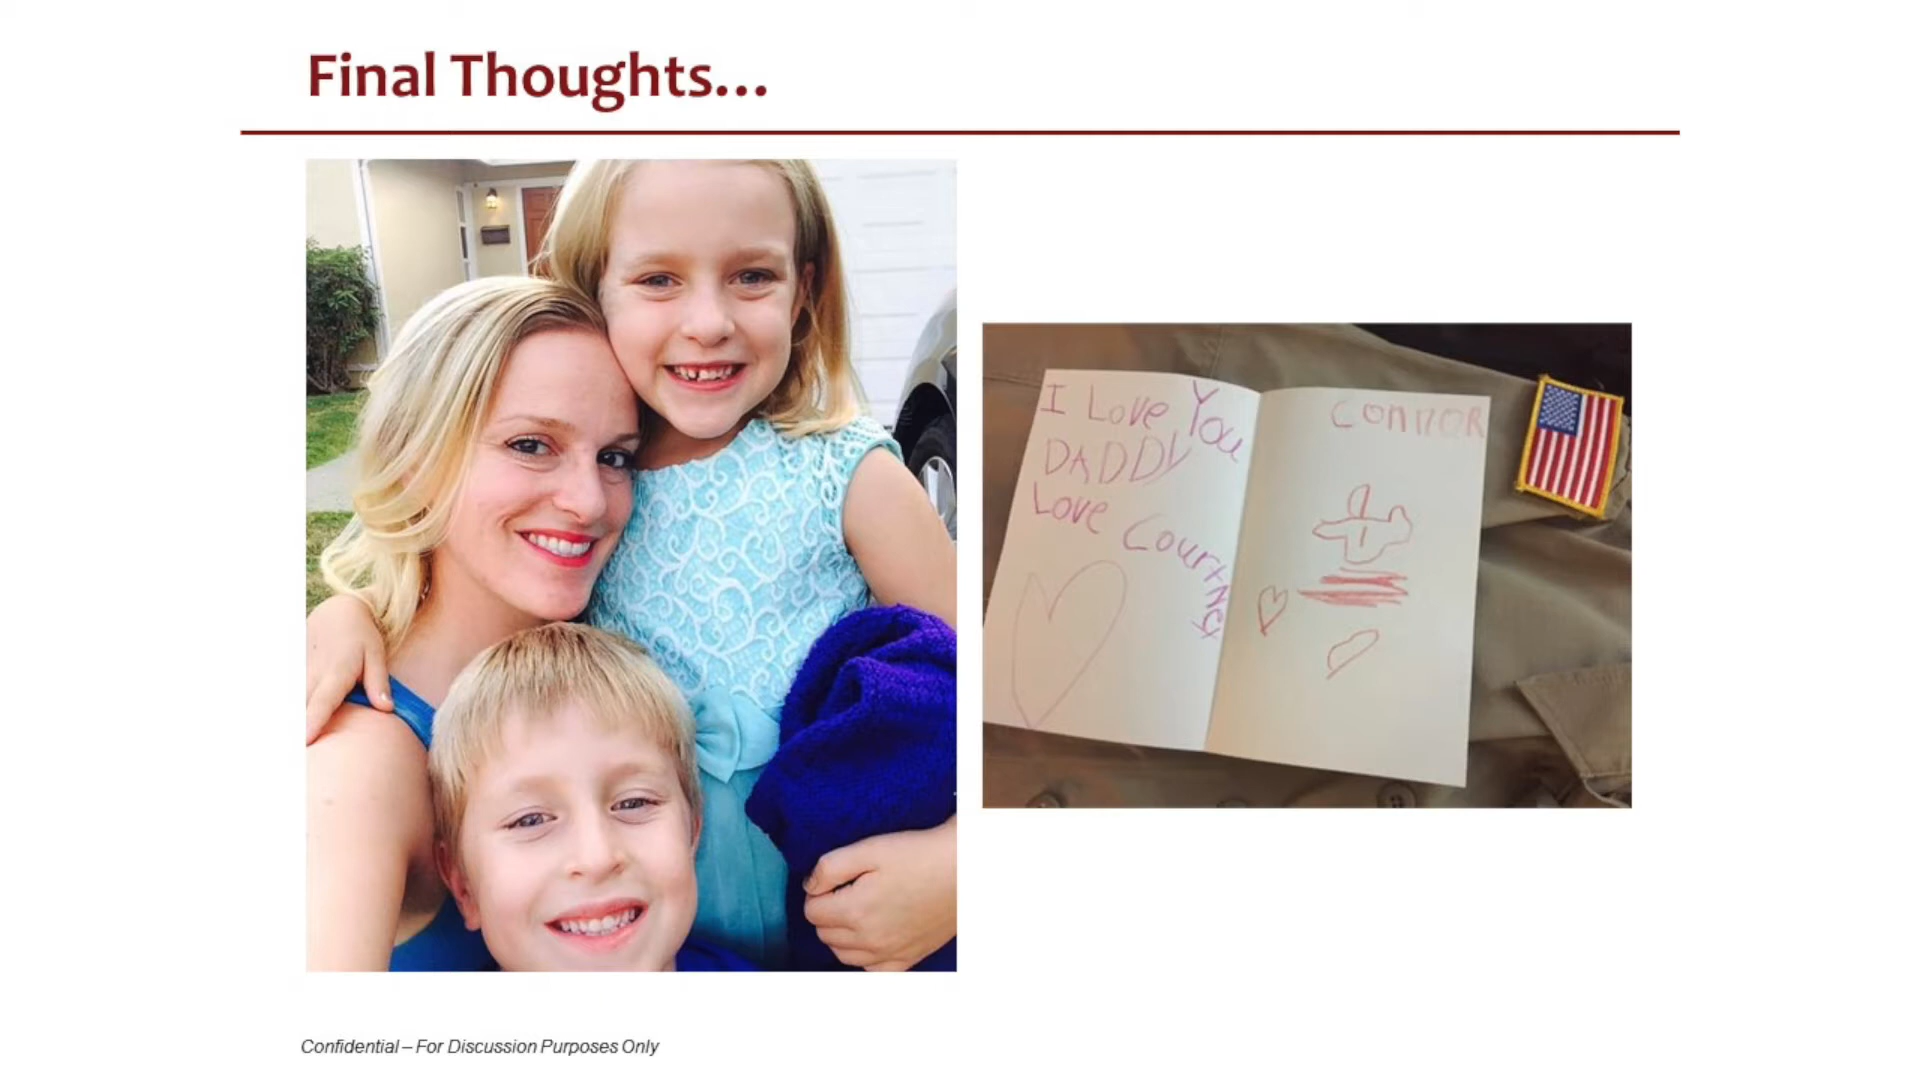 Final Thoughts...
I Love You
DADDY
Love Courtney
CONNOR
Confidential – For Discussion Purposes Only